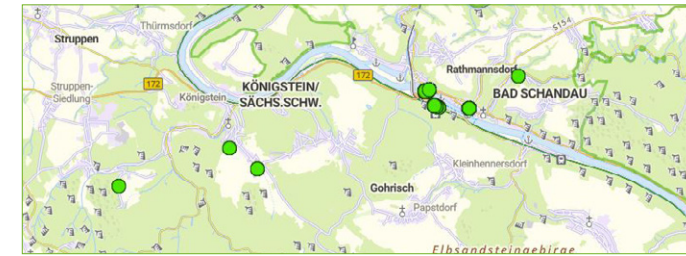 Thürmsdorf
Struppen
S154
172
Rathmannsdorf
Struppen-
Siedlung
172
KÖNIGSTEIN/
SÄCHS.SCHW.
Königstein
BAD SCHANDAU
Kleinhennersdorf
Gohrisch
Papstdorf
Elbsandsteingebirge